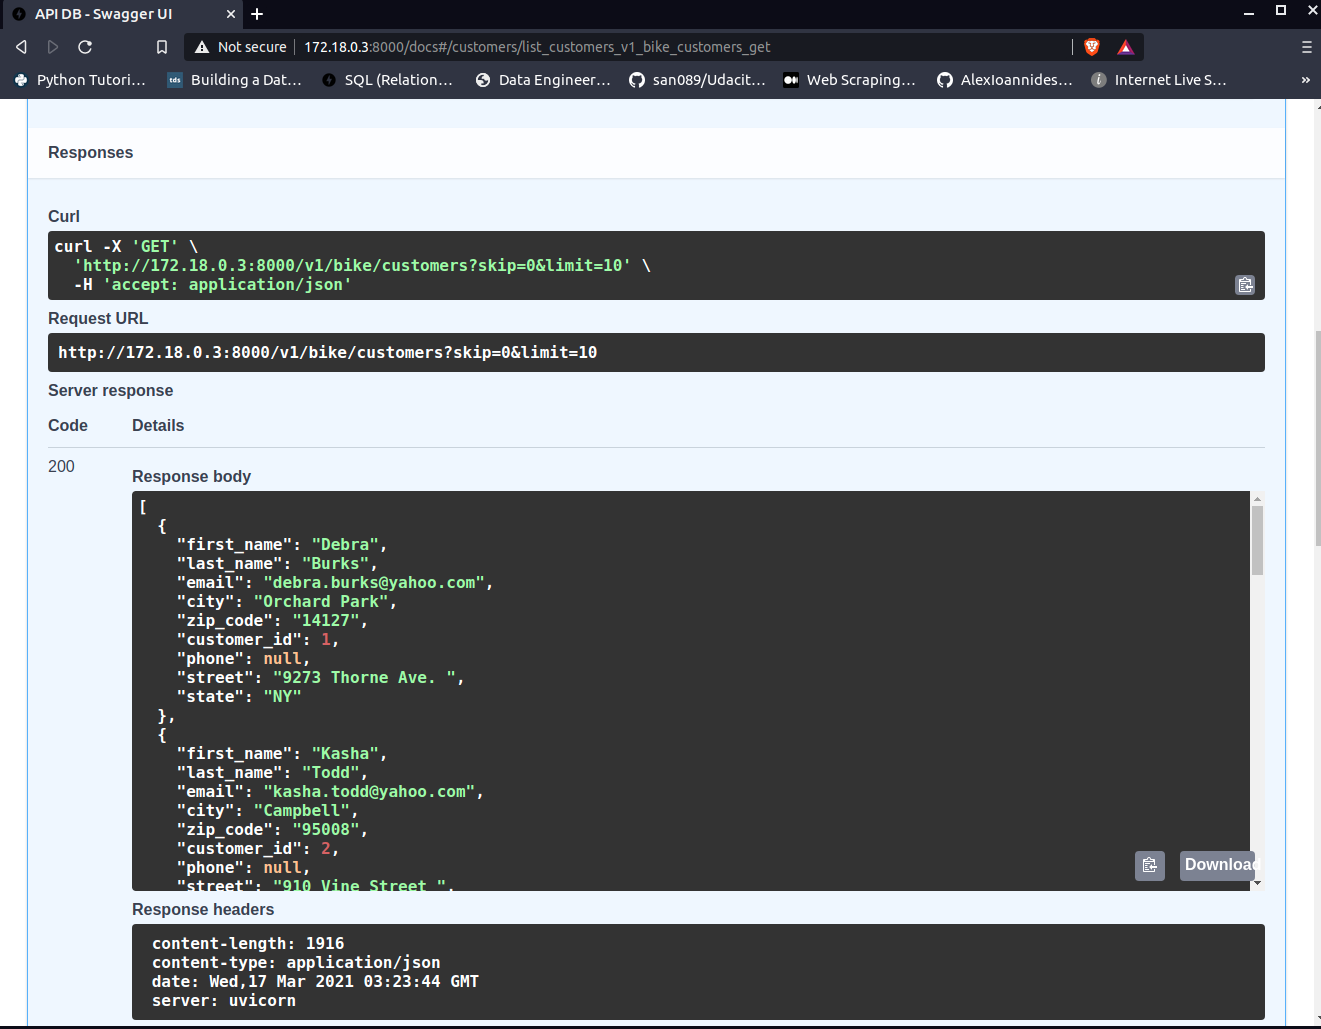 API DB - Swagger UI
Not secure 172.18.0.3:8000/docs#/customers/list_customers_v1_bike_customers_get
Python Tutori... tds Building a Dat... SQL (Relation... Data Engineer... san089/Udacit... Web Scraping... AlexIoannides... Internet Live S... »
Responses
Curl
curl -X 'GET' \
'http://172.18.0.3:8000/v1/bike/customers?skip=0&limit=10' \
-H 'accept: application/json'
Request URL
http://172.18.0.3:8000/v1/bike/customers?skip=0&limit=10
Server response
Code Details
200
Response body
[
{
"first_name": "Debra",
"last_name": "Burks",
"email": "debra.burks@yahoo.com",
"city": "Orchard Park",
"zip_code": "14127",
"customer_id": 1,
"phone": null,
"street": "9273 Thorne Ave. ",
"state": "NY"
},
{
"first_name": "Kasha",
"last_name": "Todd",
"email": "kasha.todd@yahoo.com",
"city": "Campbell",
"zip_code": "95008",
"customer_id": 2,
"phone": null,
"street": "910 Vine Street ",
Download
Response headers
content-length: 1916
content-type: application/json
date: Wed,17 Mar 2021 03:23:44 GMT
server: uvicorn